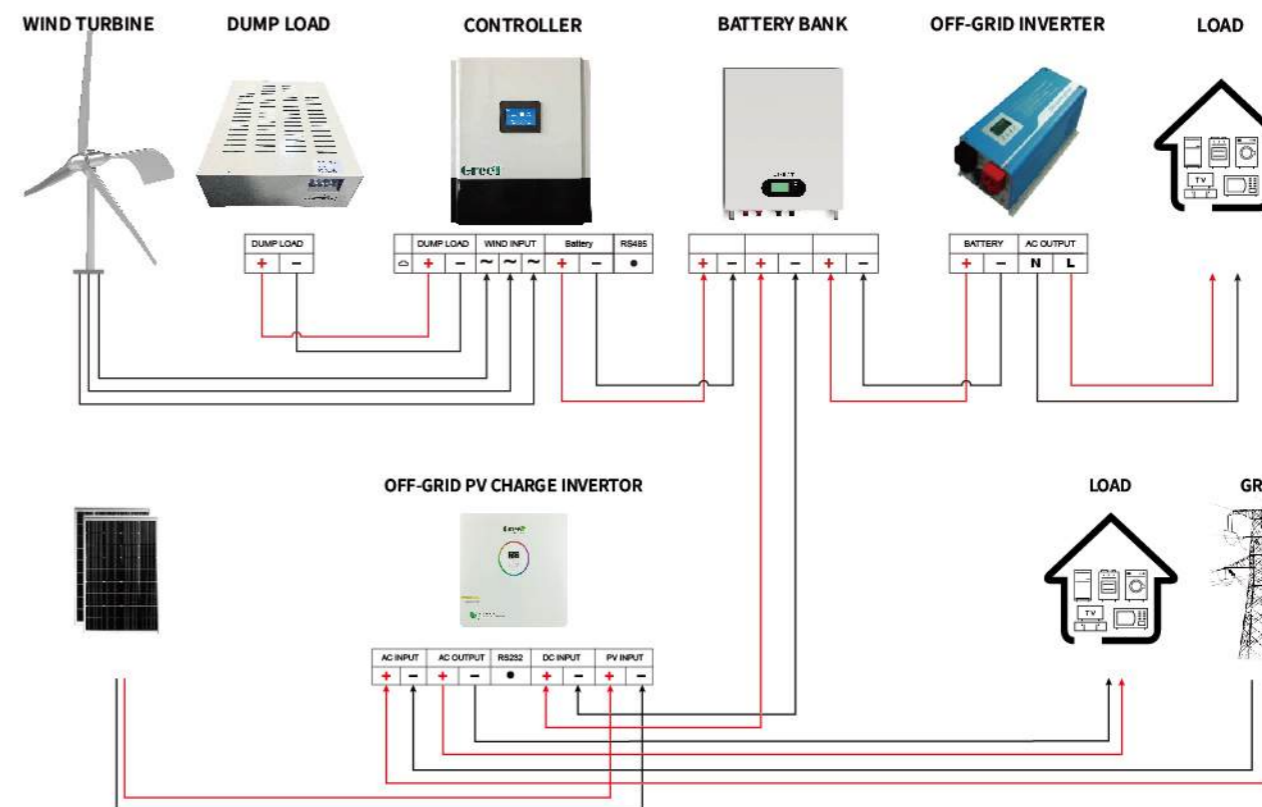 WIND TURBINE DUMP LOAD CONTROLLER BATTERY BANK OFF-GRID INVERTER LOAD
TV
DUMP LOAD
+ −
DUMP LOAD WIND INPUT Battery RS485
+ − ~ ~ ~ + − ●
+ − + − + −
BATTERY AC OUTPUT
+ − N L
OFF-GRID PV CHARGE INVERTOR LOAD GR
TV
AC INPUT AC OUTPUT RS232 DC INPUT PV INPUT
+ − + − ● + − + −